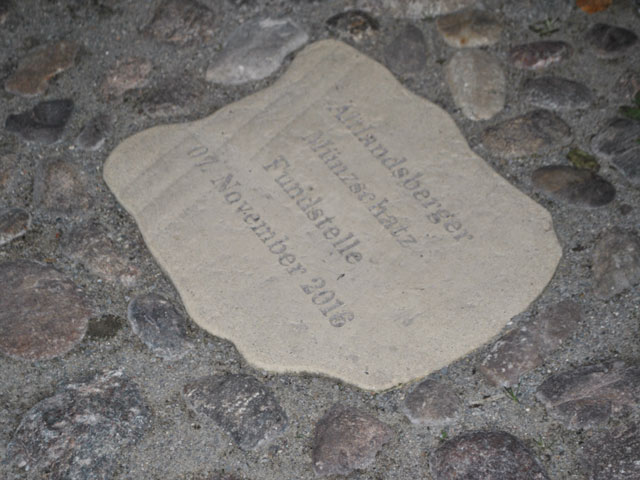 Altlandsberger
Münzschatz
Fundstelle
07. November 2016